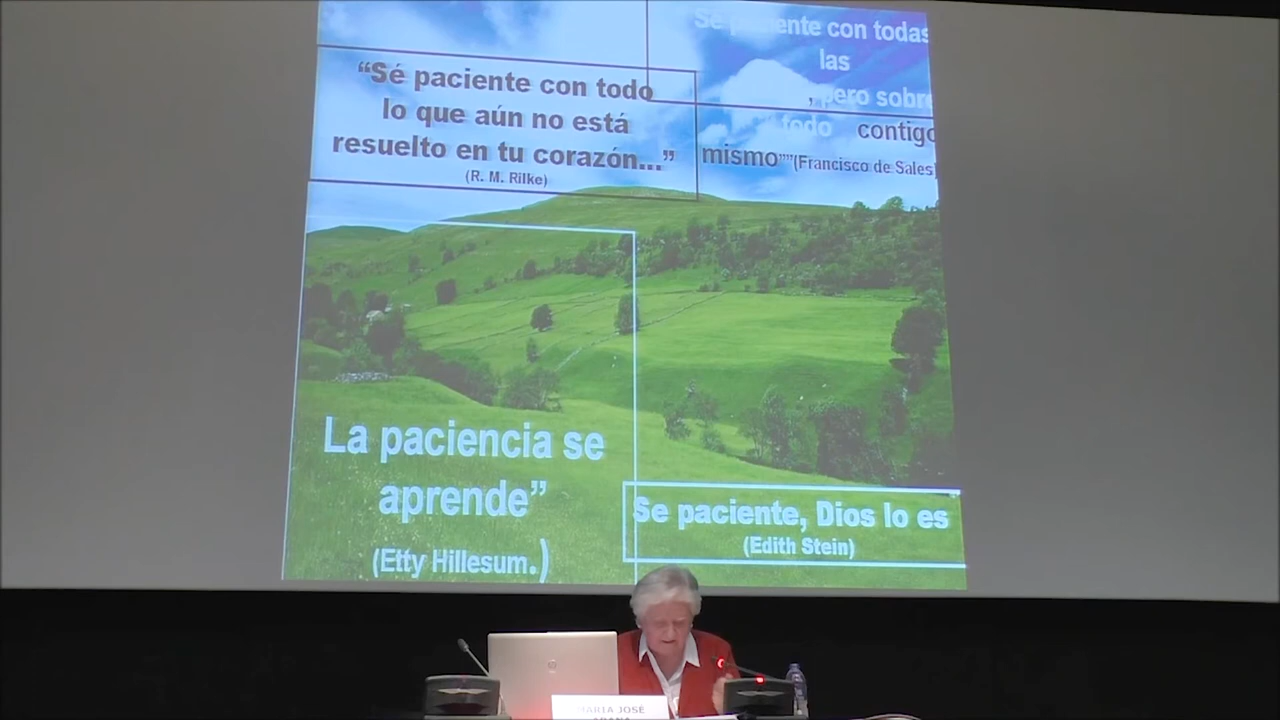 “Sé paciente con todo
lo que aún no está
resuelto en tu corazón...”
(R. M. Rilke)
Se paciente con todas
las
, pero sobre
todo contigo
mismo””(Francisco de Sales)
La paciencia se
aprende”
(Etty Hillesum.)
Se paciente, Dios lo es
(Edith Stein)
MARIA JOSÉ
ARANA